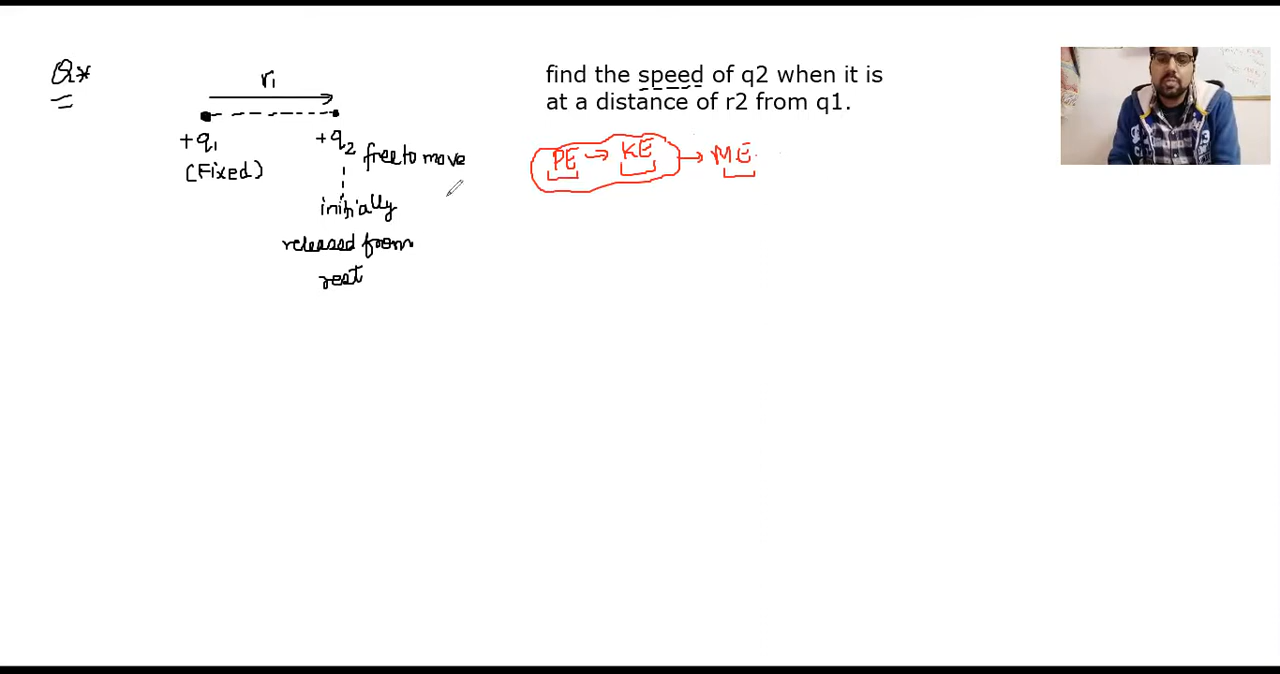 Q*
r1
+q1
(Fixed)
+q2 free to move
initially
released from
rest
find the speed of q2 when it is
at a distance of r2 from q1.
PE → KE → ME